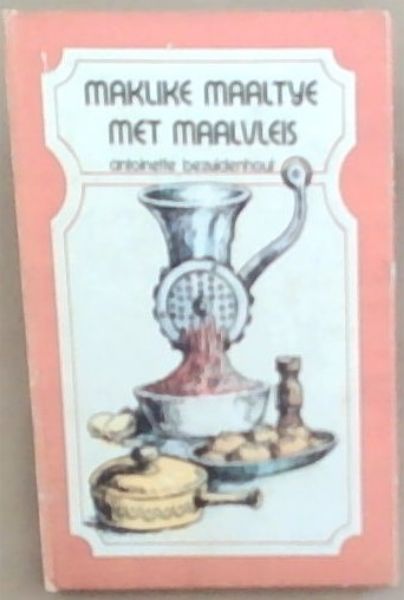 MAKLIKE MAALTYE
MET MAALVLEIS
antoinette bezuidenhout